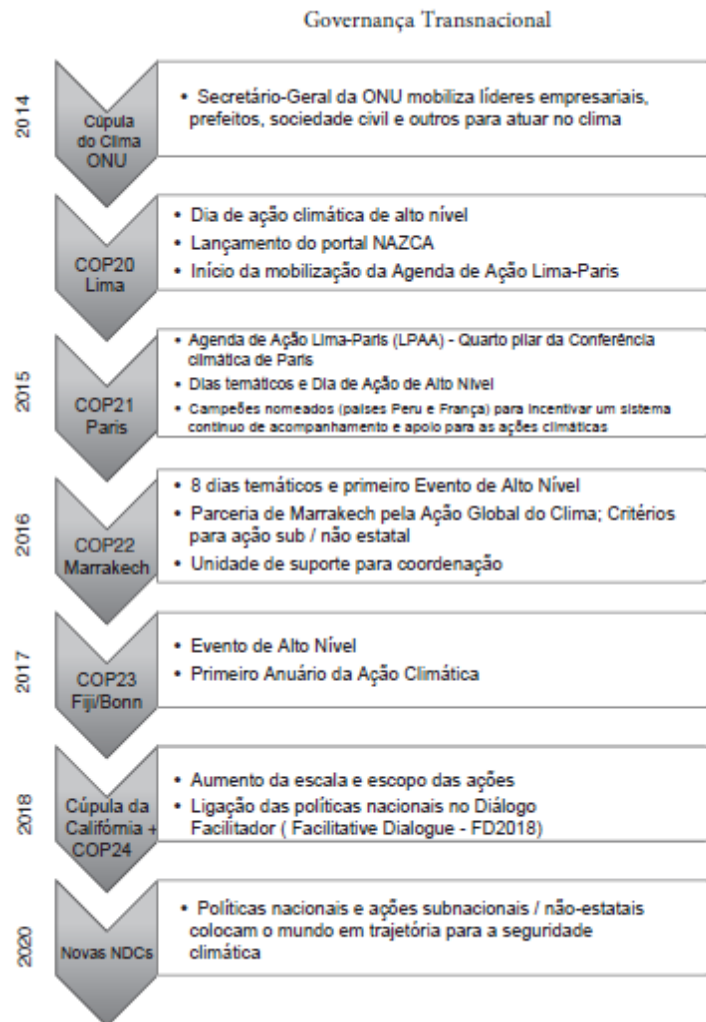 Governança Transnacional
2014
Cúpula
do Clima
ONU
• Secretário-Geral da ONU mobiliza líderes empresariais,
prefeitos, sociedade civil e outros para atuar no clima
COP20
Lima
• Dia de ação climática de alto nível
• Lançamento do portal NAZCA
• Início da mobilização da Agenda de Ação Lima-Paris
2015
COP21
Paris
• Agenda de Ação Lima-Paris (LPAA) - Quarto pilar da Conferência
climática de Paris
• Dias temáticos e Dia de Ação de Alto Nível
• Campeões nomeados (países Peru e França) para incentivar um sistema
contínuo de acompanhamento e apoio para as ações climáticas
2016
COP22
Marrakech
• 8 dias temáticos e primeiro Evento de Alto Nível
• Parceria de Marrakech pela Ação Global do Clima; Critérios
para ação sub / não estatal
• Unidade de suporte para coordenação
2017
COP23
Fiji/Bonn
• Evento de Alto Nível
• Primeiro Anuário da Ação Climática
2018
Cúpula da
Califórnia +
COP24
• Aumento da escala e escopo das ações
• Ligação das políticas nacionais no Diálogo
Facilitador ( Facilitative Dialogue - FD2018)
2020
Novas NDCs
• Políticas nacionais e ações subnacionais / não-estatais
colocam o mundo em trajetória para a seguridade
climática